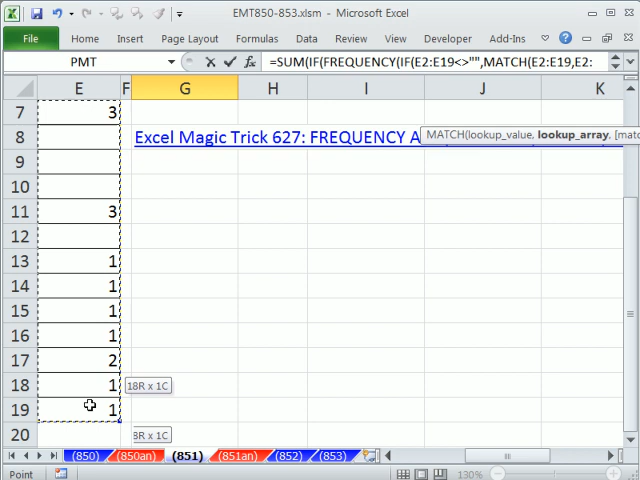 EMT850-853.xlsm - Microsoft Excel
File Home Insert Page Layout Formulas Data Review View Developer Add-Ins
PMT =SUM(IF(FREQUENCY(IF(E2:E19<>"",MATCH(E2:E19,E2:
E F G H I J K
7 3
MATCH(lookup_value, lookup_array, [matc
8 Excel Magic Trick 627: FREQUENCY A
9
10
11 3
12
13 1
14 1
15 1
16 1
17 2
18 1 18R x 1C
19 1
20 8R x 1C
(850) (850an) (851) (851an) (852) (853)
Point 130%